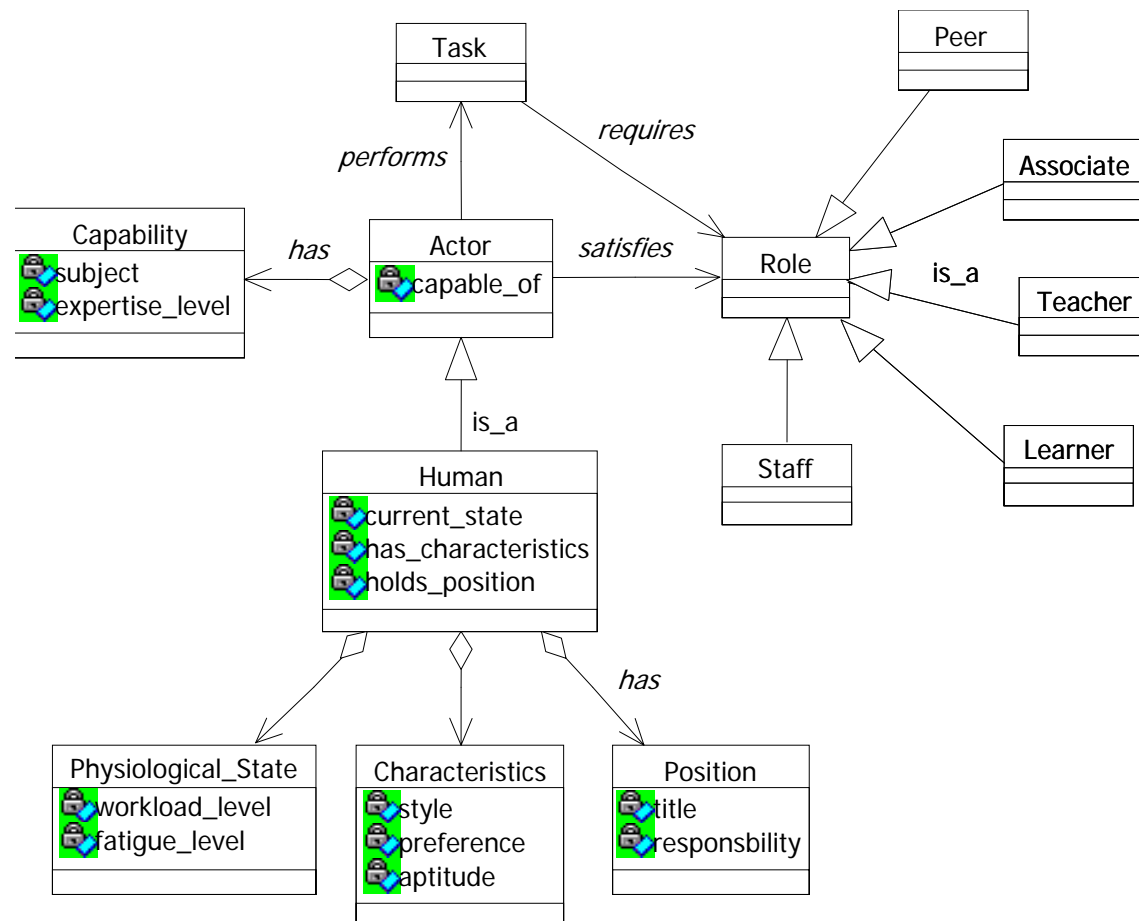 Task
Peer
requires
performs
Associate
Capability
subject
expertise_level
has
Actor
capable_of
satisfies
Role
is_a
Teacher
is_a
Human
current_state
has_characteristics
holds_position
Staff
Learner
has
Physiological_State
workload_level
fatigue_level
Characteristics
style
preference
aptitude
Position
title
responsbility